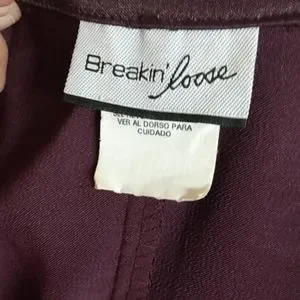 Breakin' loose
VER AL DORSO PARA
CUIDADO